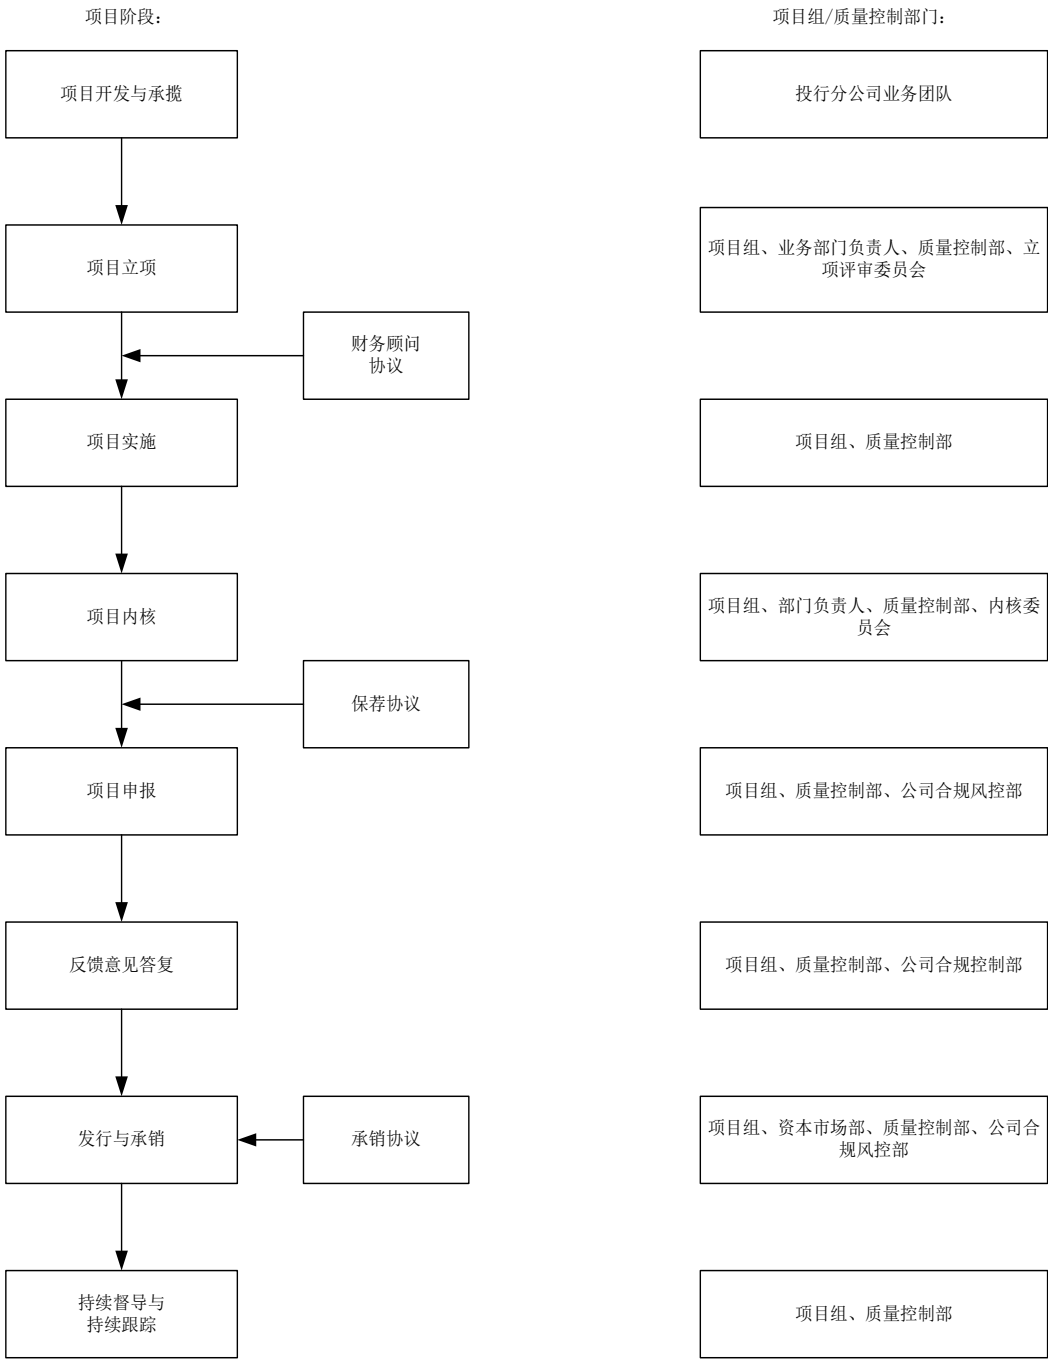 项目阶段：
项目组/质量控制部门：
项目开发与承揽
投行分公司业务团队
项目立项
项目组、业务部门负责人、质量控制部、立
项评审委员会
财务顾问
协议
项目实施
项目组、质量控制部
项目内核
项目组、部门负责人、质量控制部、内核委
员会
保荐协议
项目申报
项目组、质量控制部、公司合规风控部
反馈意见答复
项目组、质量控制部、公司合规控制部
发行与承销
承销协议
项目组、资本市场部、质量控制部、公司合
规风控部
持续督导与
持续跟踪
项目组、质量控制部